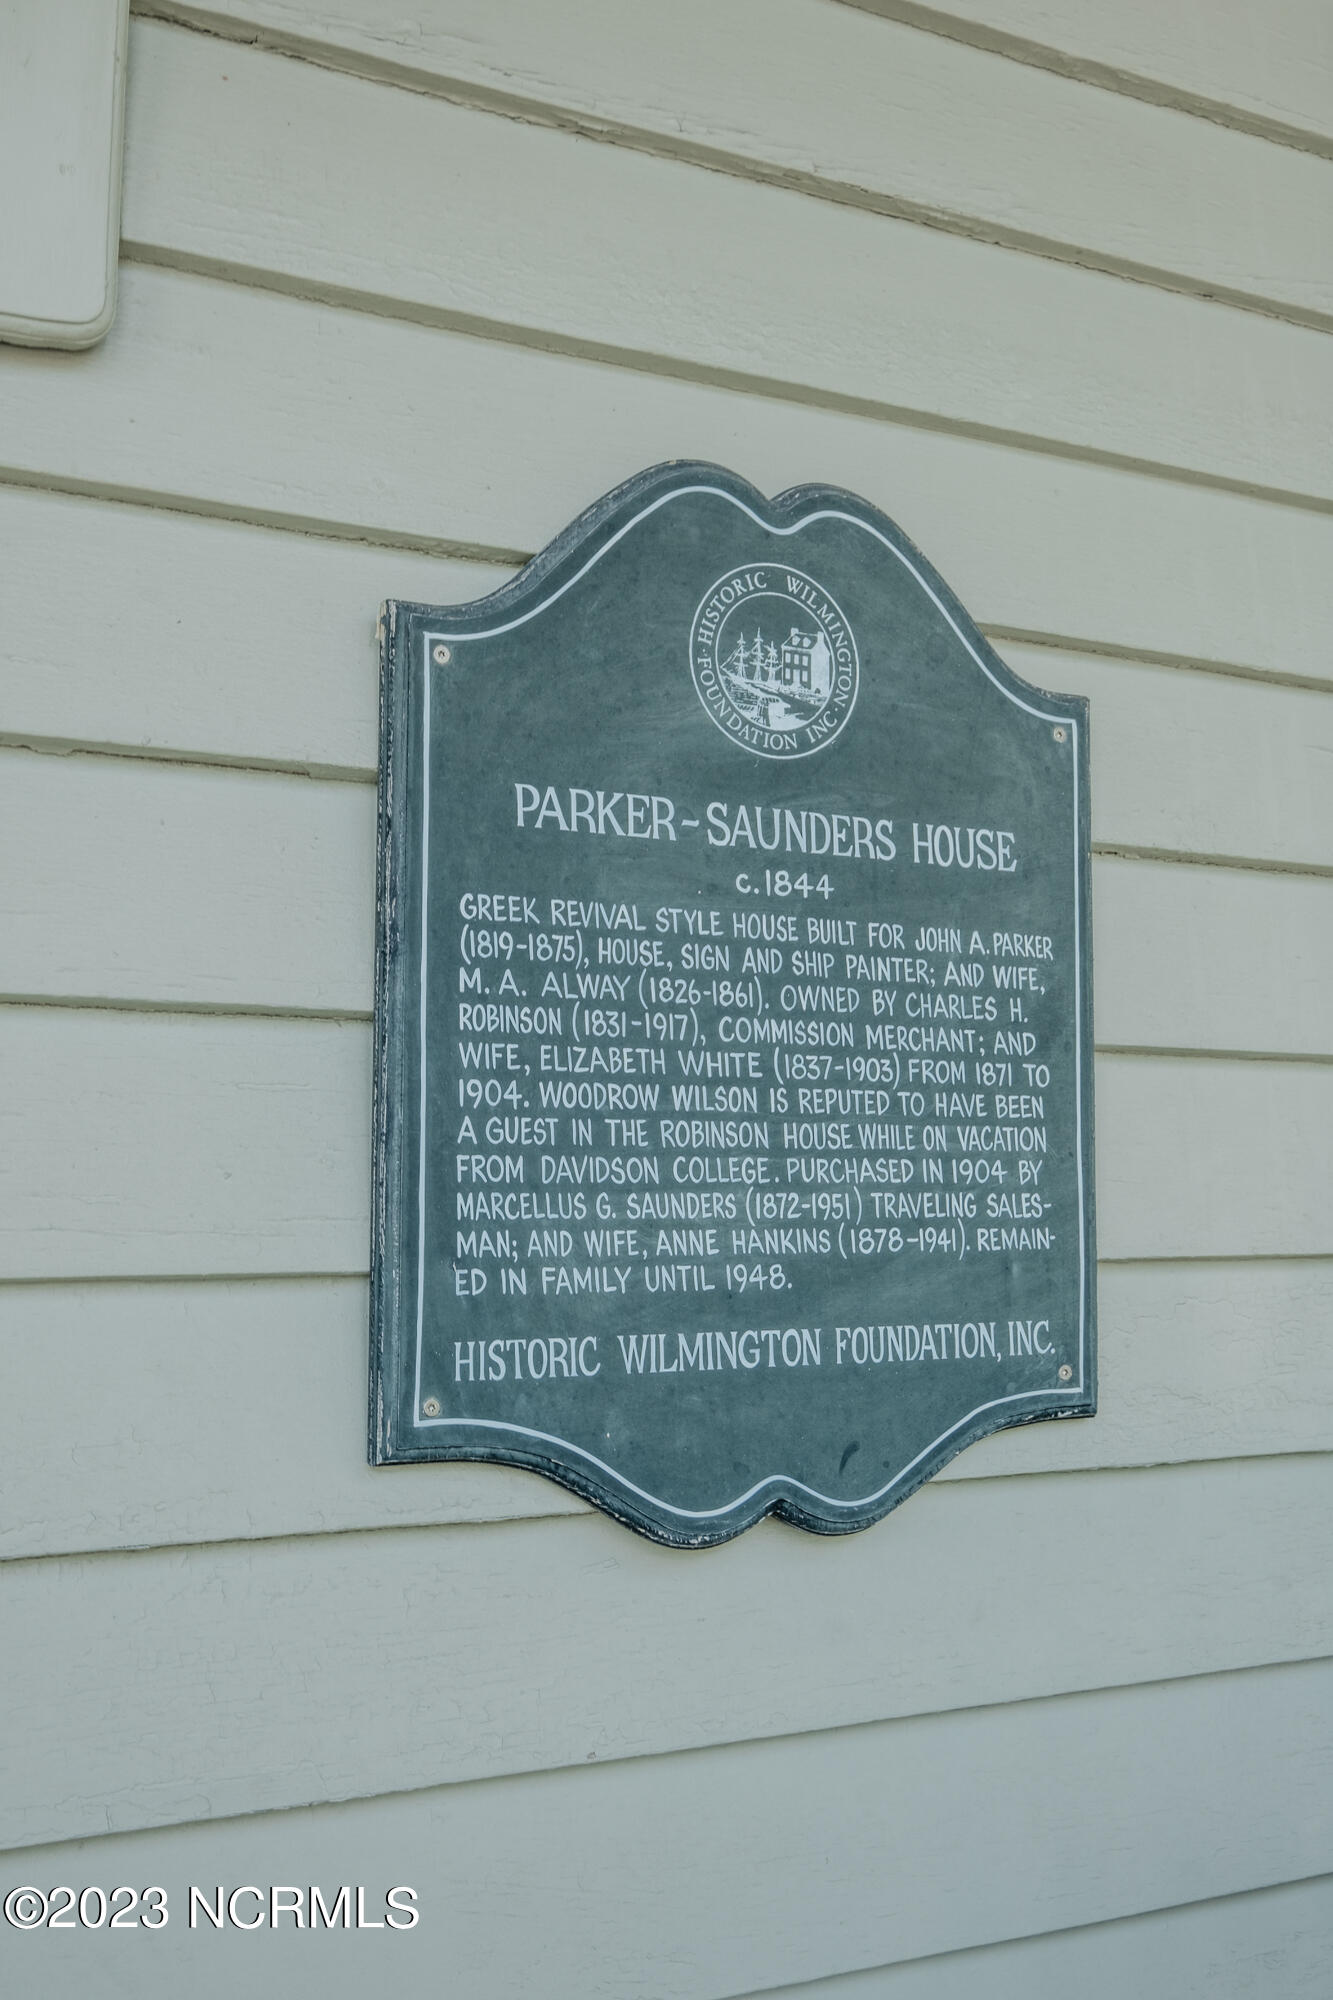 HISTORIC WILMINGTON
FOUNDATION INC.
PARKER-SAUNDERS HOUSE
c.1844
GREEK REVIVAL STYLE HOUSE BUILT FOR JOHN A. PARKER
(1819-1875), HOUSE, SIGN AND SHIP PAINTER; AND WIFE,
M. A. ALWAY (1826-1861). OWNED BY CHARLES H.
ROBINSON (1831-1917), COMMISSION MERCHANT; AND
WIFE, ELIZABETH WHITE (1837-1903) FROM 1871 TO
1904. WOODROW WILSON IS REPUTED TO HAVE BEEN
A GUEST IN THE ROBINSON HOUSE WHILE ON VACATION
FROM DAVIDSON COLLEGE. PURCHASED IN 1904 BY
MARCELLUS G. SAUNDERS (1872-1951) TRAVELING SALES-
MAN; AND WIFE, ANNE HANKINS (1878-1941). REMAIN-
ED IN FAMILY UNTIL 1948.
HISTORIC WILMINGTON FOUNDATION, INC.
©2023 NCRMLS